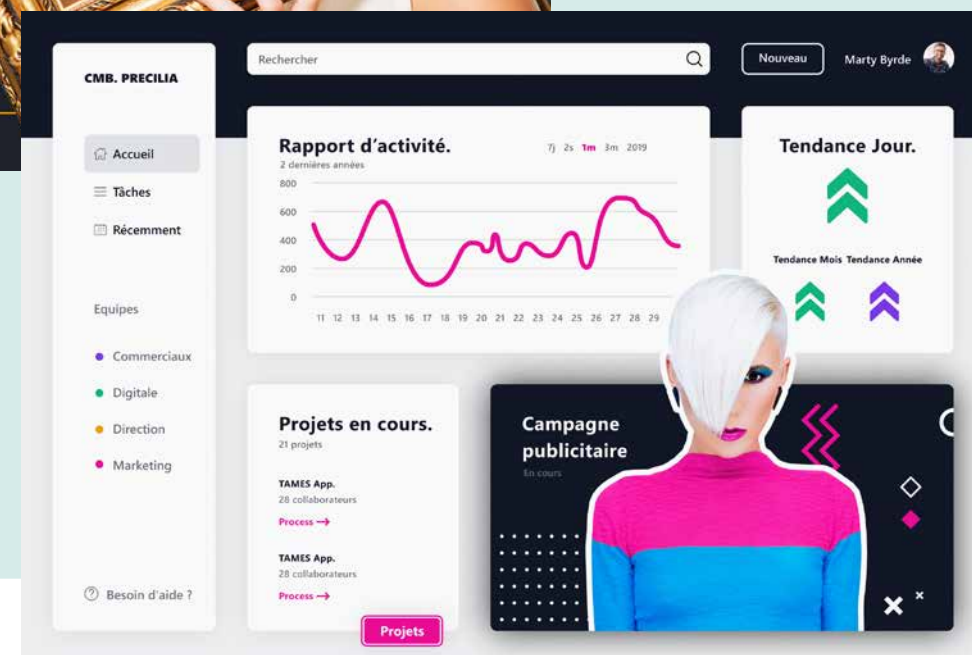 CMB. PRECILIA
Rechercher
Nouveau
Marty Byrde
Accueil
Tâches
Récemment
Equipes
Commerciaux
Digitale
Direction
Marketing
Besoin d'aide ?
Rapport d'activité.
2 dernières années
7j 2s 1m 3m 2019
800
600
400
200
0
11 12 13 14 15 16 17 18 19 20 21 22 23 24 25 26 27 28 29
Tendance Jour.
Tendance Mois Tendance Année
Projets en cours.
21 projets
TAMES App.
28 collaborateurs
Process →
TAMES App.
28 collaborateurs
Process →
Projets
Campagne
publicitaire
En cours